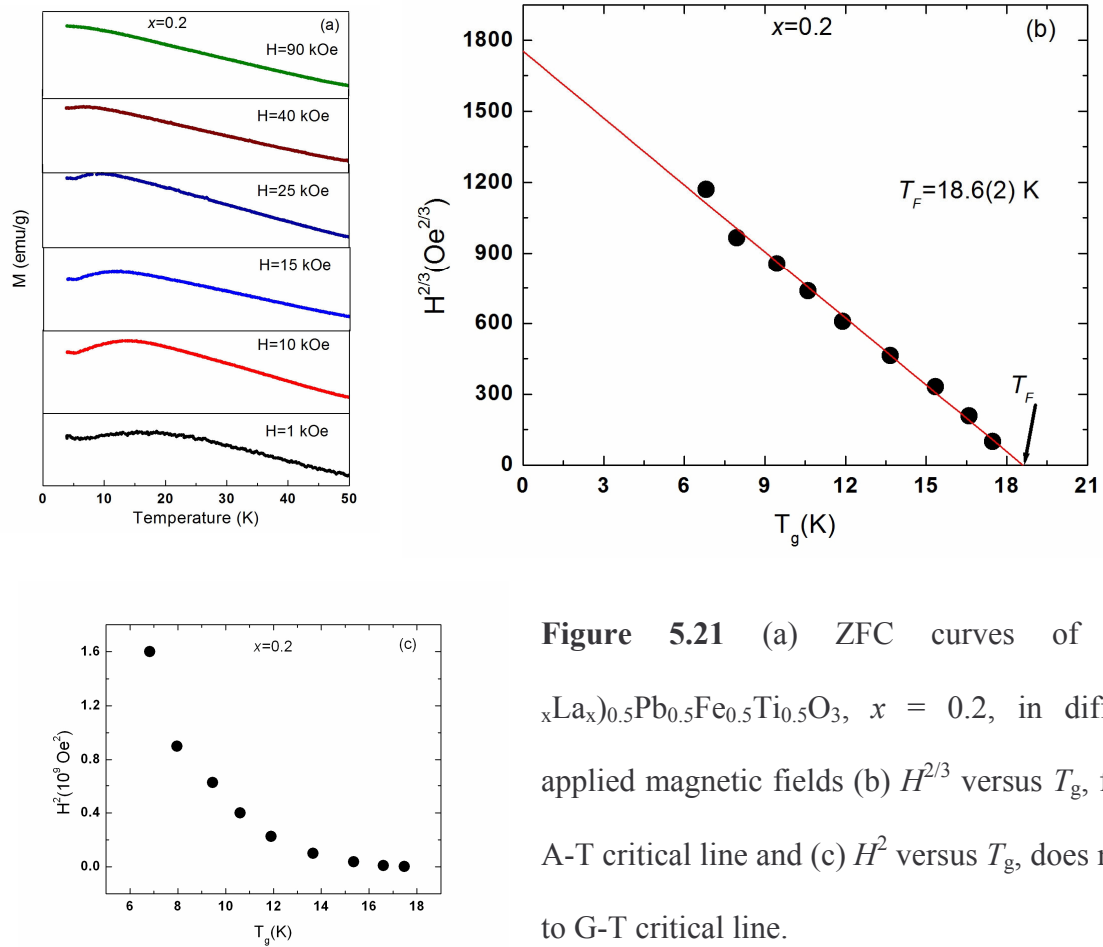 x=0.2
(a)
H=90 kOe
H=40 kOe
H=25 kOe
H=15 kOe
H=10 kOe
H=1 kOe
M (emu/g)
0 10 20 30 40 50
Temperature (K)
x=0.2
(b)
1800
1500
1200
900
600
300
0
H^{2/3}(Oe^{2/3})
T_F=18.6(2) K
T_F
0 3 6 9 12 15 18 21
T_g(K)
x=0.2
(c)
1.6
1.2
0.8
0.4
0.0
H^2(10^9 Oe^2)
6 8 10 12 14 16 18
T_g(K)
Figure 5.21 (a) ZFC curves of
_xLa_x)_{0.5}Pb_{0.5}Fe_{0.5}Ti_{0.5}O_3, x = 0.2, in
applied magnetic fields (b) H^{2/3} versus T_g,
A-T critical line and (c) H^2 versus T_g, does
to G-T critical line.